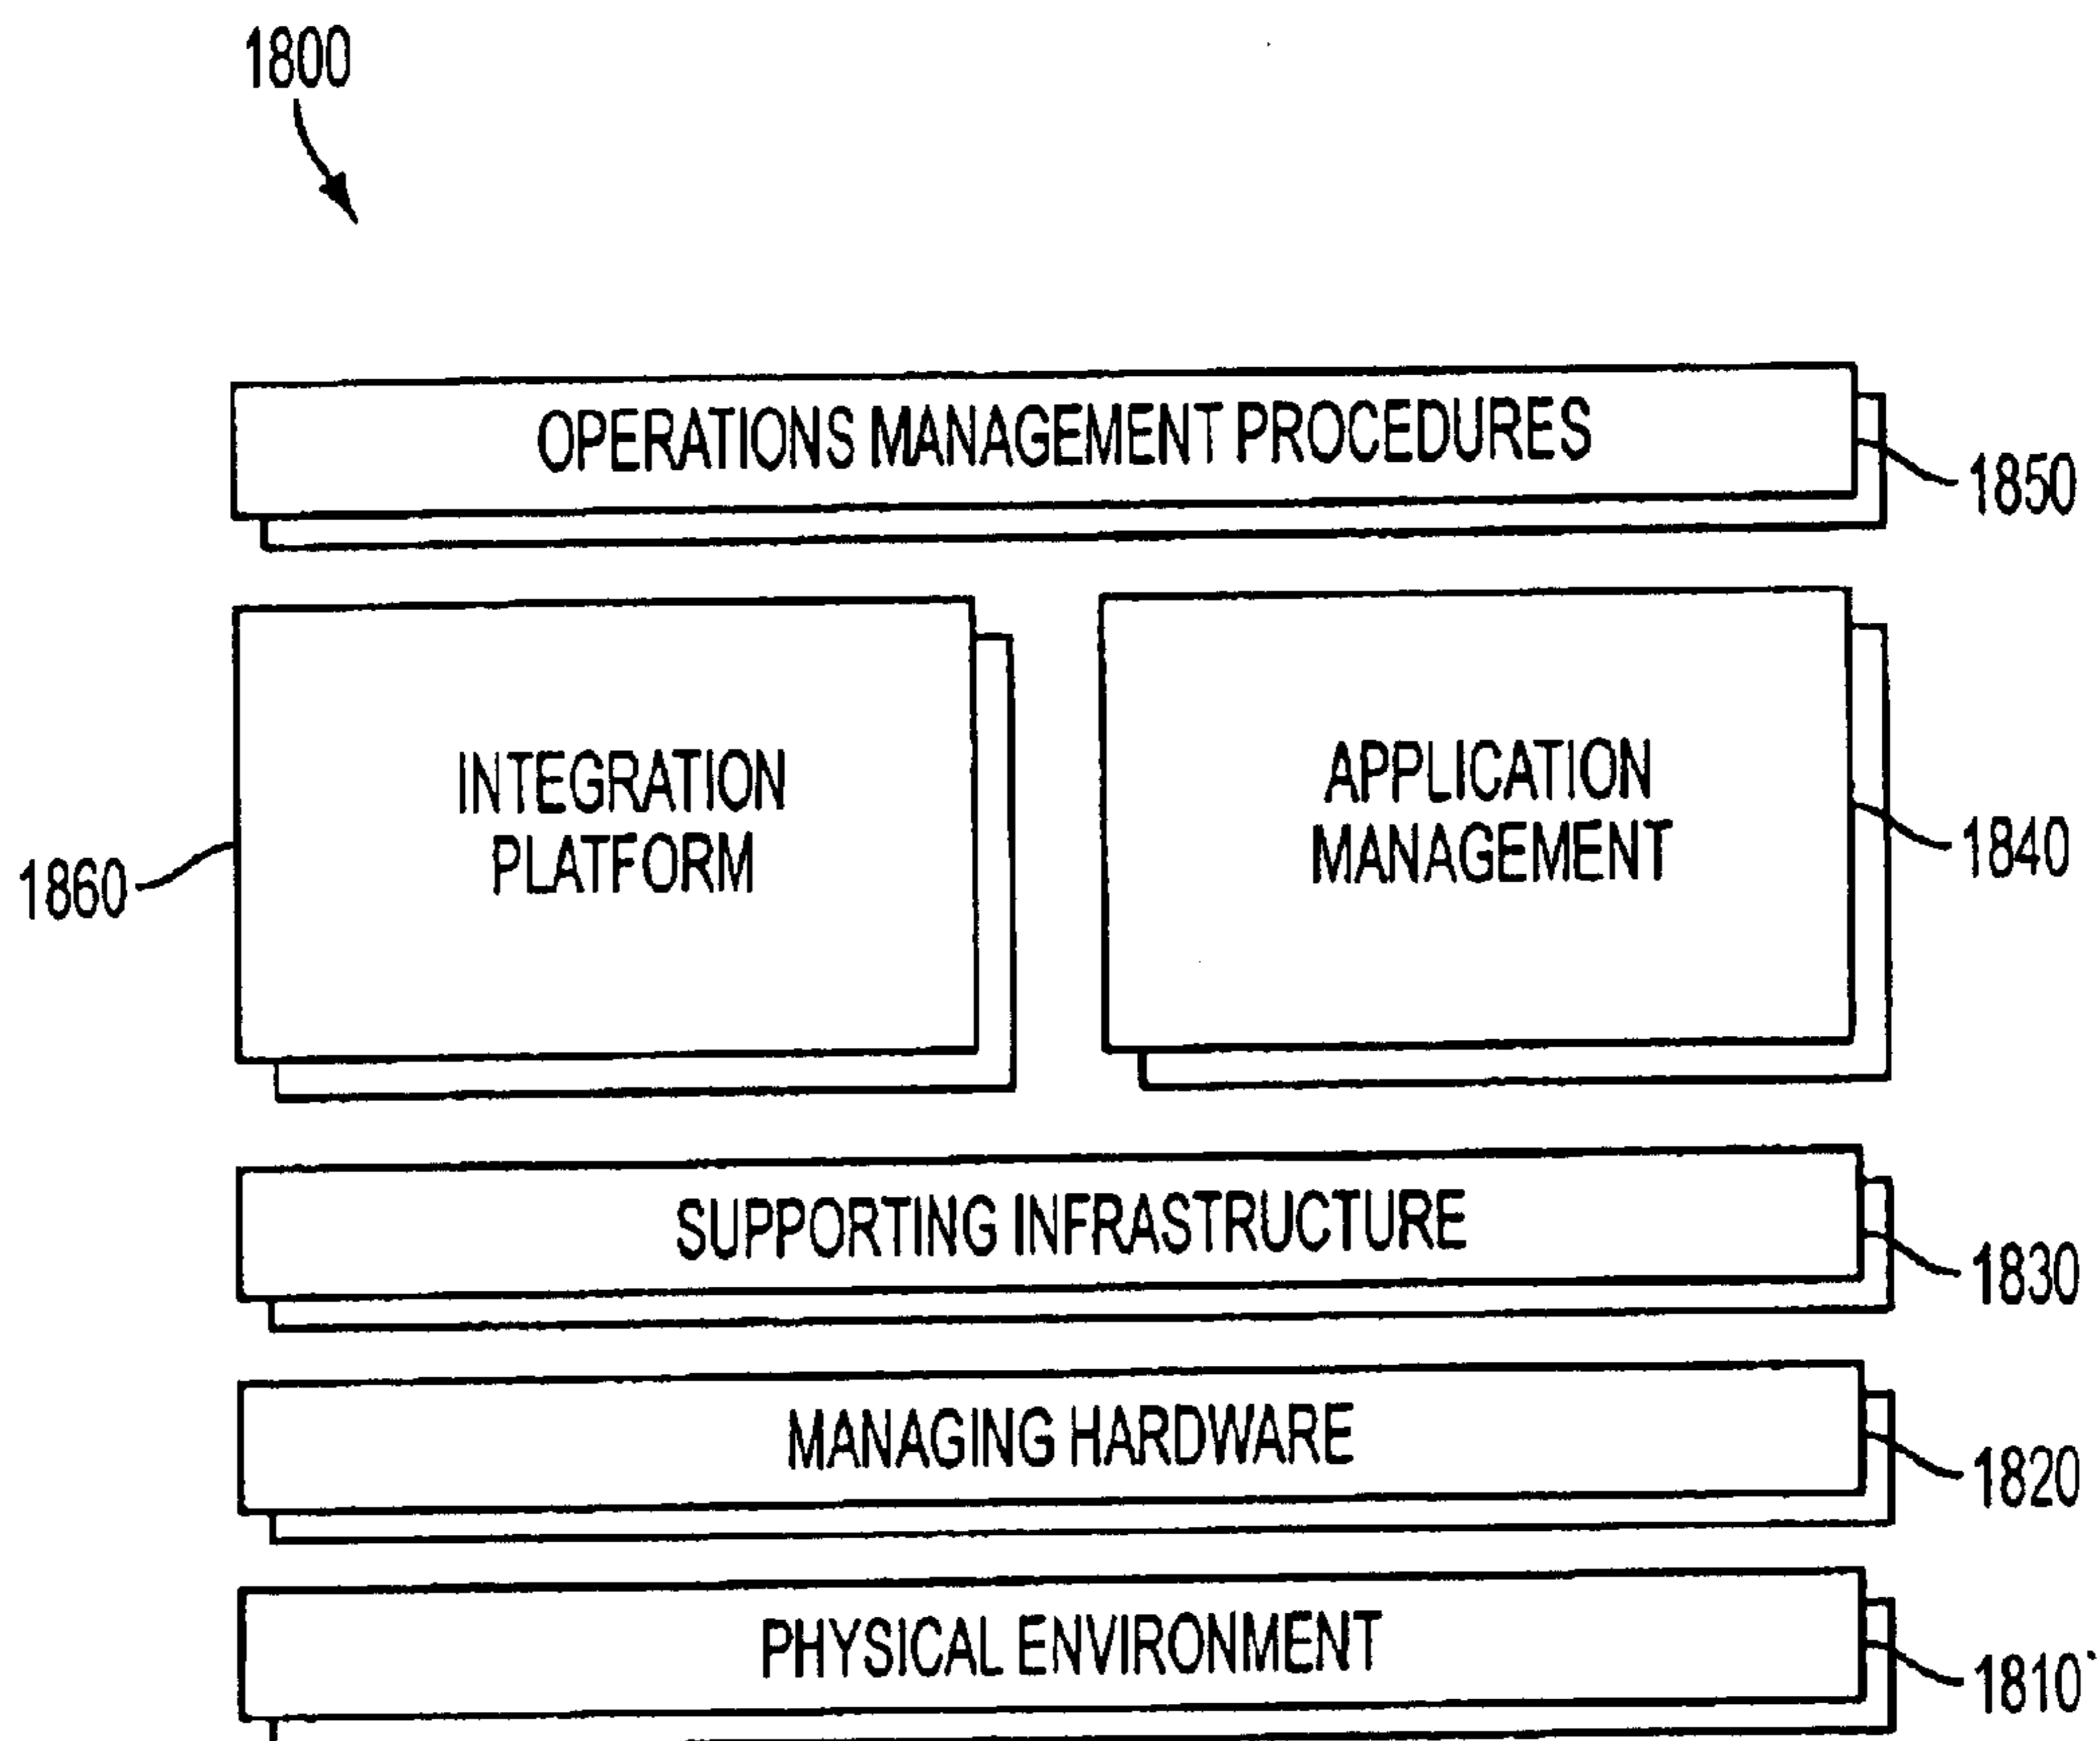 1800
OPERATIONS MANAGEMENT PROCEDURES
1850
INTEGRATION
PLATFORM
1860
APPLICATION
MANAGEMENT
1840
SUPPORTING INFRASTRUCTURE
1830
MANAGING HARDWARE
1820
PHYSICAL ENVIRONMENT
1810